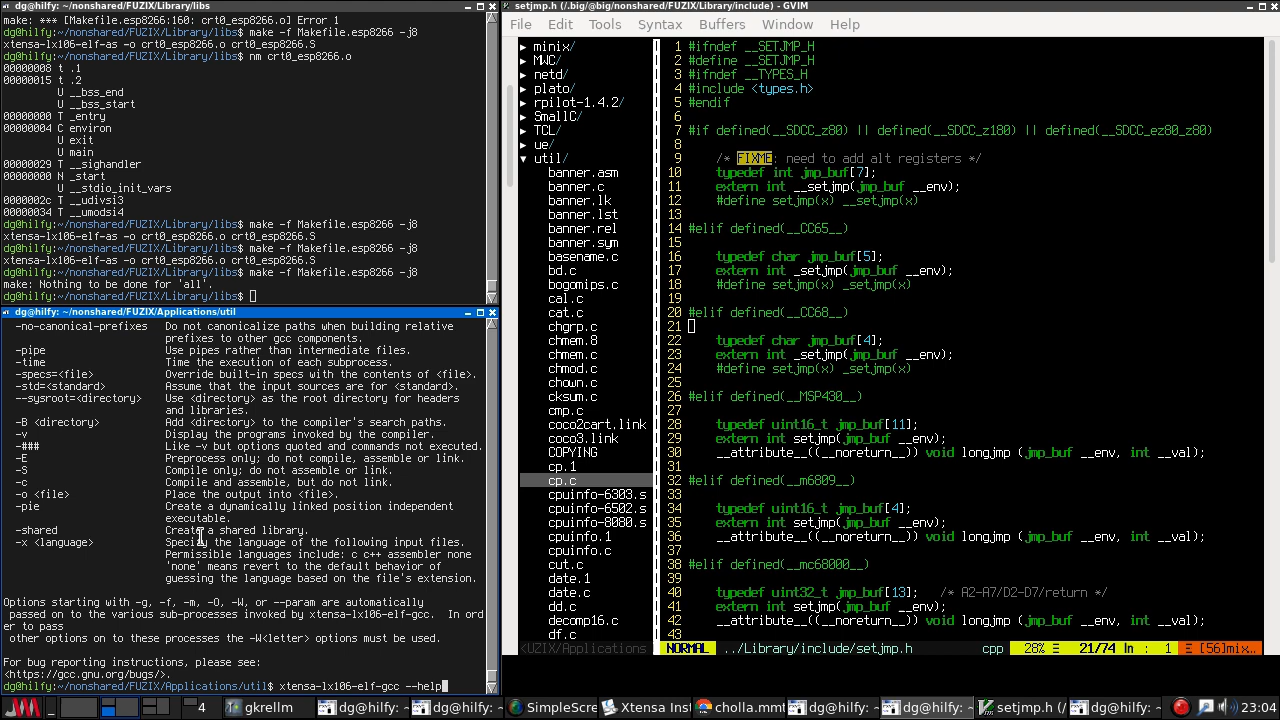 dg@hilfy: ~/nonshared/FUZIX/Library/libs
make: *** [Makefile.esp8266:160: crt0_esp8266.o] Error 1
dg@hilfy:~/nonshared/FUZIX/Library/libs$ make -f Makefile.esp8266 -j8
xtensa-lx106-elf-as -o crt0_esp8266.o crt0_esp8266.S
dg@hilfy:~/nonshared/FUZIX/Library/libs$ nm crt0_esp8266.o
00000008 t .1
00000015 t .2
U __bss_end
U __bss_start
00000000 T _entry
00000004 C environ
U exit
U main
00000029 T __sighandler
00000004 T _start
U __stdio_init_vars
0000002e T __udivsi3
00000034 T __umodsi4
dg@hilfy:~/nonshared/FUZIX/Library/libs$ make -f Makefile.esp8266 -j8
xtensa-lx106-elf-as -o crt0_esp8266.o crt0_esp8266.S
dg@hilfy:~/nonshared/FUZIX/Library/libs$ make -f Makefile.esp8266 -j8
xtensa-lx106-elf-as -o crt0_esp8266.o crt0_esp8266.S
dg@hilfy:~/nonshared/FUZIX/Library/libs$ make -f Makefile.esp8266 -j8
make: Nothing to be done for 'all'.
dg@hilfy:~/nonshared/FUZIX/Library/libs$
dg@hilfy: ~/nonshared/FUZIX/Applications/util
-no-canonical-prefixes Do not canonicalize paths when building relative
prefixes to other gcc components.
-pipe Use pipes rather than intermediate files.
-time Time the execution of each subprocess.
-specs=<file> Override built-in specs with the contents of <file>.
-std=<standard> Assume that the input sources are for <standard>.
--sysroot=<directory> Use <directory> as the root directory for headers
and libraries.
-B <directory> Add <directory> to the compiler's search paths.
-v Display the programs invoked by the compiler.
-### Like -v but options quoted and commands not executed.
-E Preprocess only; do not compile, assemble or link.
-S Compile only; do not assemble or link.
-c Compile and assemble, but do not link.
-o <file> Place the output into <file>.
-pie Create a dynamically linked position independent
executable.
-shared Create a shared library.
-x <language> Specify the language of the following input files.
Permissible languages include: c c++ assembler none
'none' means revert to the default behavior of
guessing the language based on the file's extension.
Options starting with -g, -f, -m, -O, -W, or --param are automatically
passed on to the various sub-processes invoked by xtensa-lx106-elf-gcc.  In ord
er to pass
other options on to these processes the -W<letter> options must be used.
For bug reporting instructions, please see:
<https://gcc.gnu.org/bugs/>.
dg@hilfy:~/nonshared/FUZIX/Applications/util$ xtensa-lx106-elf-gcc --help
setjmp.h (/.big/@big/nonshared/FUZIX/Library/include) - GVIM
File Edit Tools Syntax Buffers Window Help
▸ minix/
▸ MWC/
▸ netd/
▸ plato/
▸ rpilot-1.4.2/
▸ SmallC/
▸ TCL/
▸ ue/
▾ util/
banner.asm
banner.c
banner.lk
banner.lst
banner.rel
banner.sym
basename.c
bd.c
bogomips.c
cal.c
cat.c
chgrp.c
chmem.8
chmem.c
chmod.c
chown.c
cksum.c
cmp.c
coco2cart.link
coco3.link
COPYING
cp.1
cp.c
cpuinfo-6303.s
cpuinfo-6502.s
cpuinfo-8080.s
cpuinfo.1
cpuinfo.c
cut.c
date.1
date.c
dd.c
decomp16.c
df.c
<UZIX/Applications
1 #ifndef __SETJMP_H
2 #define __SETJMP_H
3 #ifndef __TYPES_H
4 #include <types.h>
5 #endif
6
7 #if defined(__SDCC_z80) || defined(__SDCC_z180) || defined(__SDCC_ez80_z80)
8
9 /* FIXME: need to add alt registers */
10 typedef int jmp_buf[7];
11 extern int __setjmp(jmp_buf __env);
12 #define setjmp(x) __setjmp(x)
13
14 #elif defined(__CC65__)
15
16 typedef char jmp_buf[5];
17 extern int _setjmp(jmp_buf __env);
18 #define setjmp(x) _setjmp(x)
19
20 #elif defined(__CC68__)
21
22 typedef char jmp_buf[4];
23 extern int _setjmp(jmp_buf __env);
24 #define setjmp(x) _setjmp(x)
25
26 #elif defined(__MSP430__)
27
28 typedef uint16_t jmp_buf[11];
29 extern int setjmp(jmp_buf __env);
30 __attribute__((__noreturn__)) void longjmp (jmp_buf __env, int __val);
31
32 #elif defined(__m6809__)
33
34 typedef uint16_t jmp_buf[4];
35 extern int setjmp(jmp_buf __env);
36 __attribute__((__noreturn__)) void longjmp (jmp_buf __env, int __val);
37
38 #elif defined(__mc68000__)
39
40 typedef uint32_t jmp_buf[13]; /* A2-A7/D2-D7/return */
41 extern int setjmp(jmp_buf __env);
42 __attribute__((__noreturn__)) void longjmp (jmp_buf __env, int __val);
43
NORMAL ../Library/include/setjmp.h cpp 28% Ξ 21/74 ln : 1 Ξ [56]mix..
4 gkrellm dg@hilfy: ~ dg@hilfy: ~ SimpleScre Xtensa Inst cholla.mmt dg@hilfy: ~ dg@hilfy: ~ setjmp.h (/ dg@hilfy: ~ 23:04